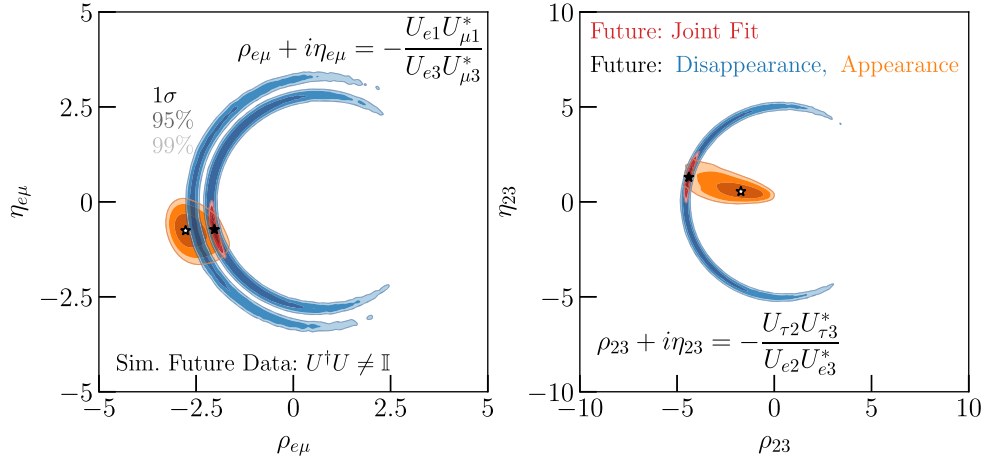 5
2.5
0
−2.5
−5
η_{eμ}
ρ_{eμ} + iη_{eμ} = −\frac{U_{e1}U^*_{μ1}}{U_{e3}U^*_{μ3}}
1σ
95%
99%
Sim. Future Data: U^†U ≠ 𝕀
−5
−2.5
0
2.5
5
ρ_{eμ}
10
5
0
−5
−10
η_{23}
Future: Joint Fit
Future: Disappearance, Appearance
ρ_{23} + iη_{23} = −\frac{U_{τ2}U^*_{τ3}}{U_{e2}U^*_{e3}}
−10
−5
0
5
10
ρ_{23}